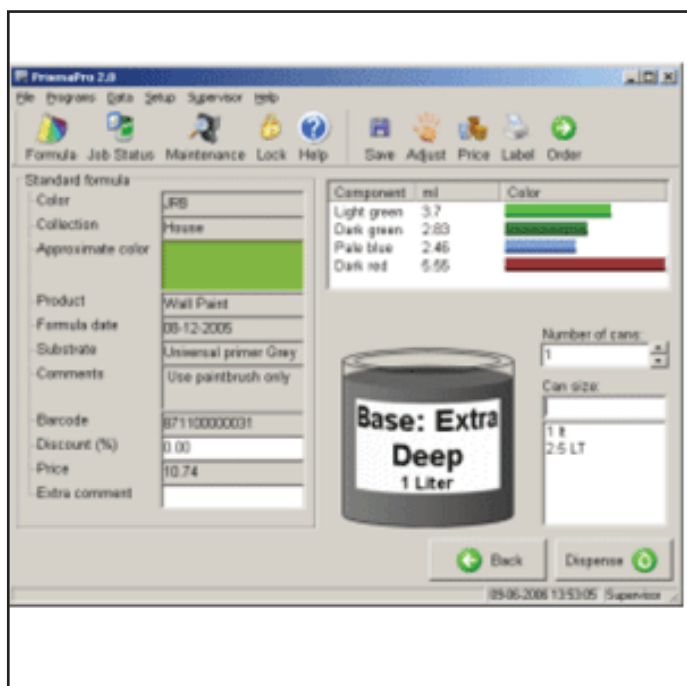 PrismaPro 2.0
File Programs Data Setup Supervisor Help
Formula Job Status Maintenance Lock Help Save Adjust Price Label Order
Standard formula
Color JRB
Collection House
Approximate color
Product Wall Paint
Formula date 08-12-2005
Substrate Universal primer Grey
Comments Use paintbrush only
Barcode 871100000031
Discount (%) 0.00
Price 10.74
Extra comment
Component ml Color
Light green 3.7
Dark green 2.83
Pale blue 2.46
Dark red 5.55
Number of cans:
1
Can size:
1 lt
2.5 LT
Base: Extra
Deep
1 Liter
Back Dispense
09-06-2006 13:53:05 Supervisor